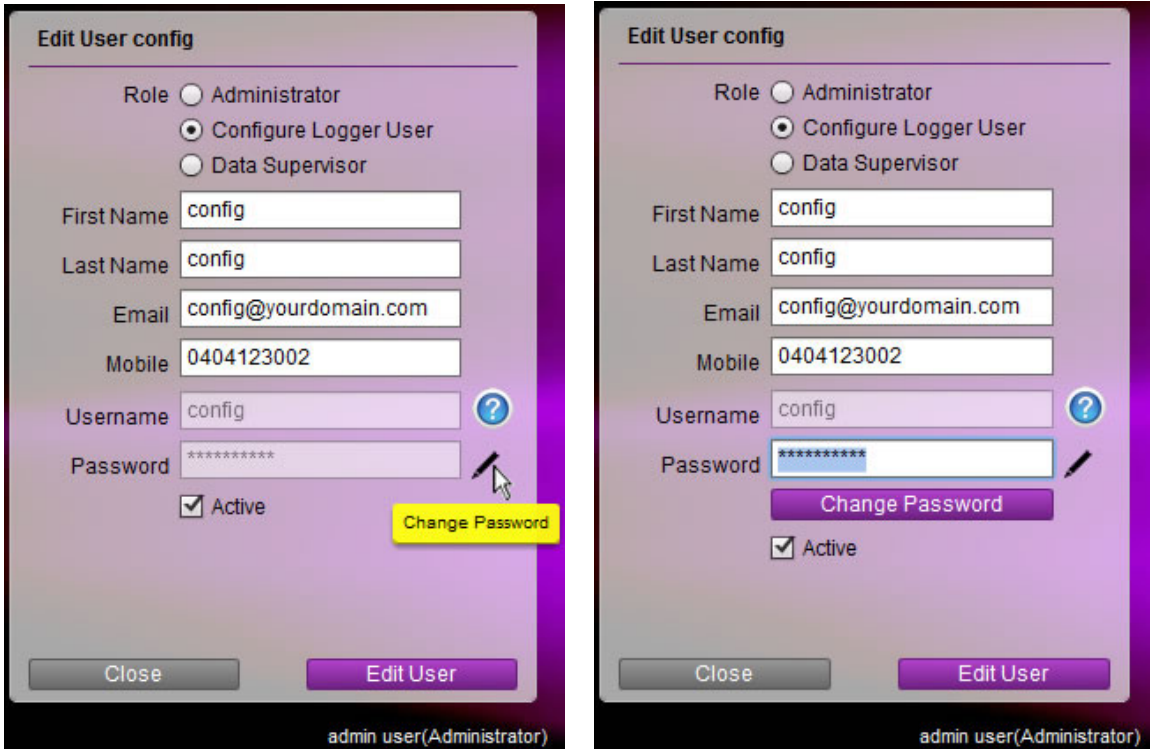 Edit User config
Role Administrator
Configure Logger User
Data Supervisor
First Name config
Last Name config
Email config@yourdomain.com
Mobile 0404123002
Username config ?
Password **********
Active
Change Password
Close Edit User
admin user(Administrator)
Edit User config
Role Administrator
Configure Logger User
Data Supervisor
First Name config
Last Name config
Email config@yourdomain.com
Mobile 0404123002
Username config ?
Password **********
Change Password
Active
Close Edit User
admin user(Administrator)